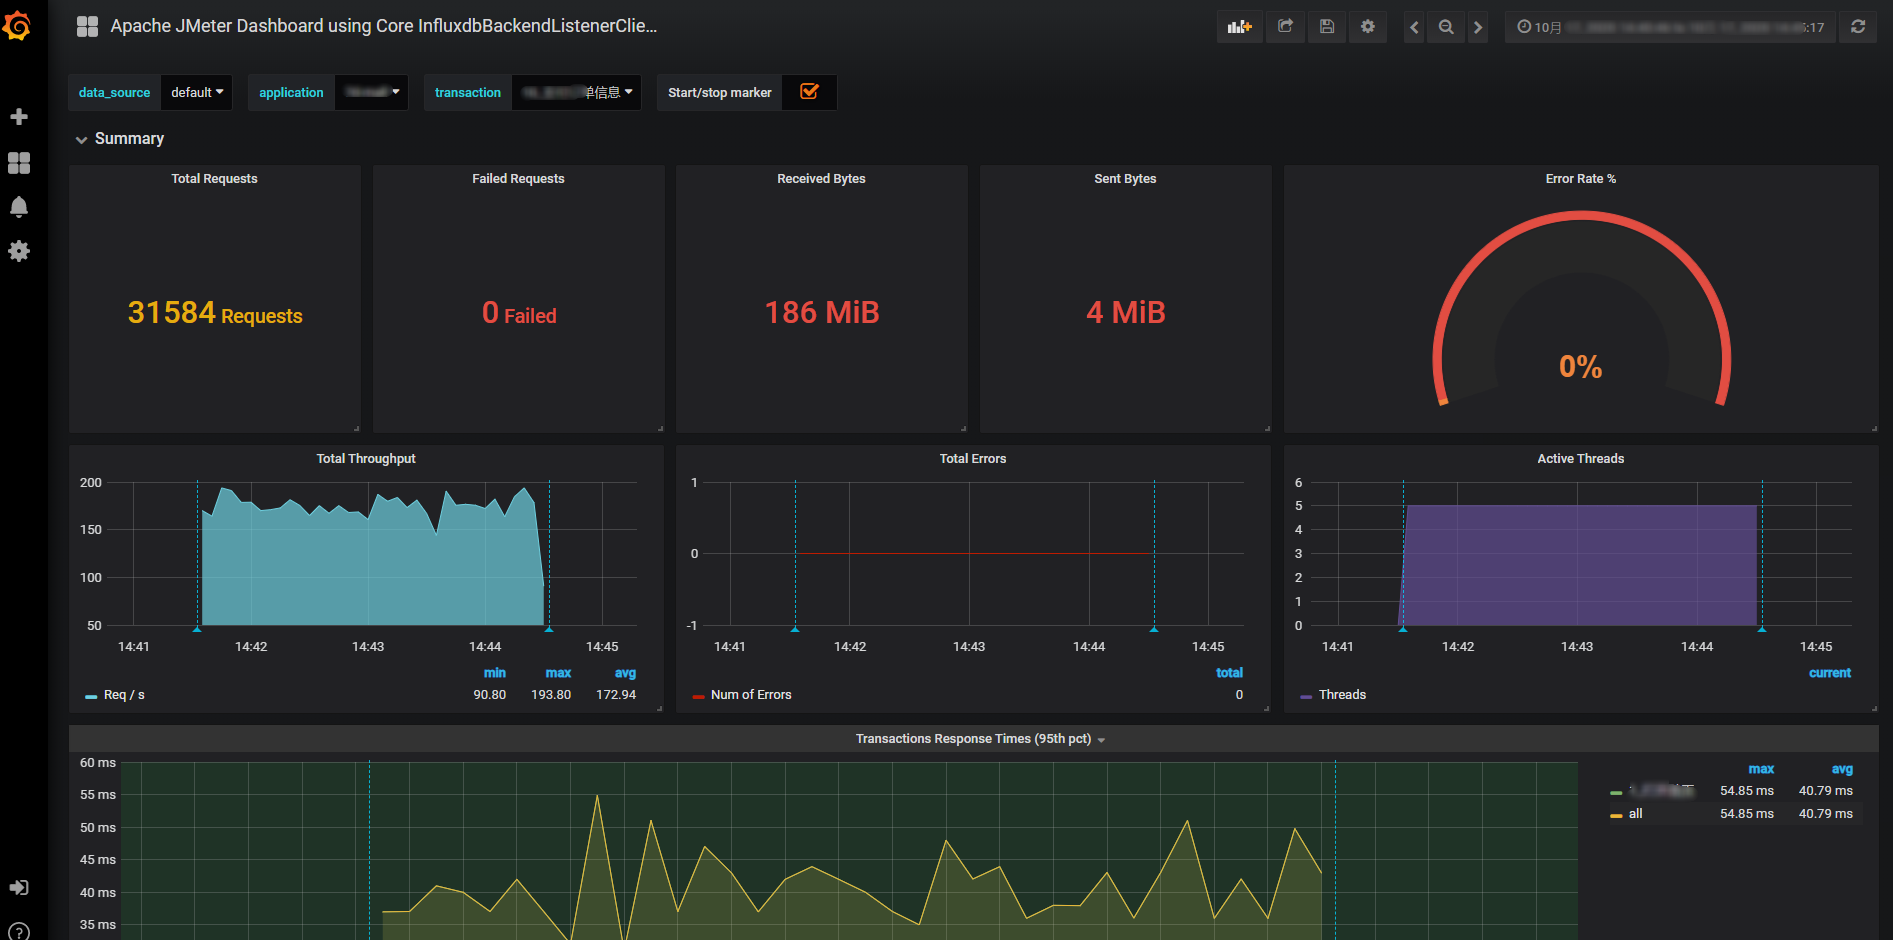 Apache JMeter Dashboard using Core InfluxdbBackendListenerClie...
10月 :17
data_source default application transaction 单信息 Start/stop marker
Summary
Total Requests
31584 Requests
Failed Requests
0 Failed
Received Bytes
186 MiB
Sent Bytes
4 MiB
Error Rate %
0%
Total Throughput
200
150
100
50
14:41 14:42 14:43 14:44 14:45
min max avg
Req / s 90.80 193.80 172.94
Total Errors
1
0
-1
14:41 14:42 14:43 14:44 14:45
total
Num of Errors 0
Active Threads
6
5
4
3
2
1
0
14:41 14:42 14:43 14:44 14:45
current
Threads
Transactions Response Times (95th pct)
60 ms
55 ms
50 ms
45 ms
40 ms
35 ms
max avg
54.85 ms 40.79 ms
all 54.85 ms 40.79 ms